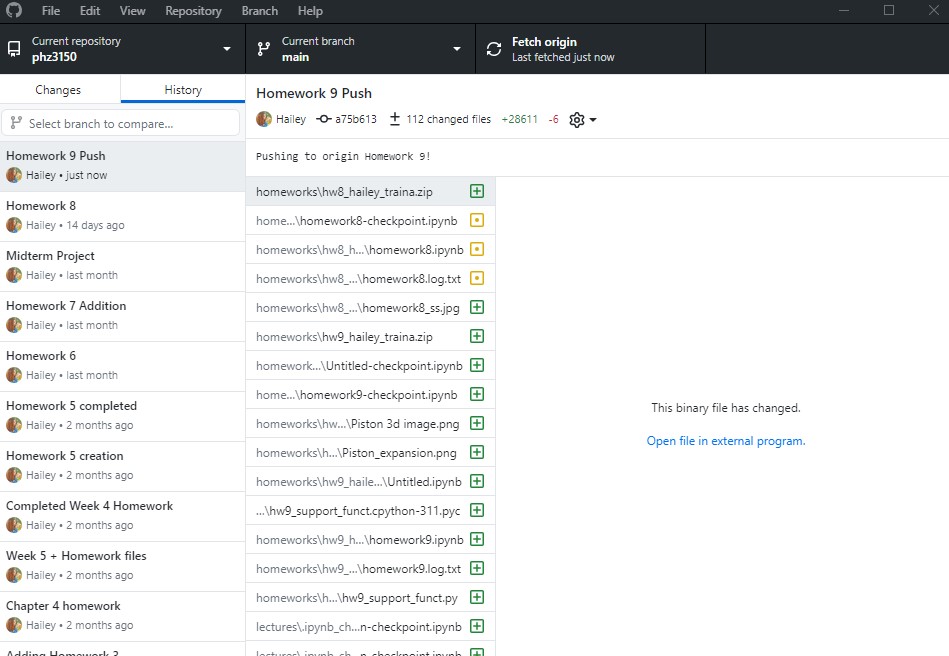 File Edit View Repository Branch Help
Current repository
phz3150
Current branch
main
Fetch origin
Last fetched just now
Changes
History
Select branch to compare...
Homework 9 Push
Hailey • just now
Homework 8
Hailey • 14 days ago
Midterm Project
Hailey • last month
Homework 7 Addition
Hailey • last month
Homework 6
Hailey • last month
Homework 5 completed
Hailey • 2 months ago
Homework 5 creation
Hailey • 2 months ago
Completed Week 4 Homework
Hailey • 2 months ago
Week 5 + Homework files
Hailey • 2 months ago
Chapter 4 homework
Hailey • 2 months ago
Adding Homework 3
Homework 9 Push
Hailey a75b613 112 changed files +28611 -6
Pushing to origin Homework 9!
homeworks\hw8_hailey_traina.zip
home...\homework8-checkpoint.ipynb
homeworks\hw8_h...\homework8.ipynb
homeworks\hw8_...\homework8.log.txt
homeworks\hw8_...\homework8_ss.jpg
homeworks\hw9_hailey_traina.zip
homework...\Untitled-checkpoint.ipynb
home...\homework9-checkpoint.ipynb
homeworks\hw...\Piston 3d image.png
homeworks\h...\Piston_expansion.png
homeworks\hw9_haile...\Untitled.ipynb
...\hw9_support_funct.cpython-311.pyc
homeworks\hw9_h...\homework9.ipynb
homeworks\hw9_...\homework9.log.txt
homeworks\h...\hw9_support_funct.py
lectures\.ipynb_ch...n-checkpoint.ipynb
lectures\.ipynb_ch...n-checkpoint.ipynb
This binary file has changed.
Open file in external program.